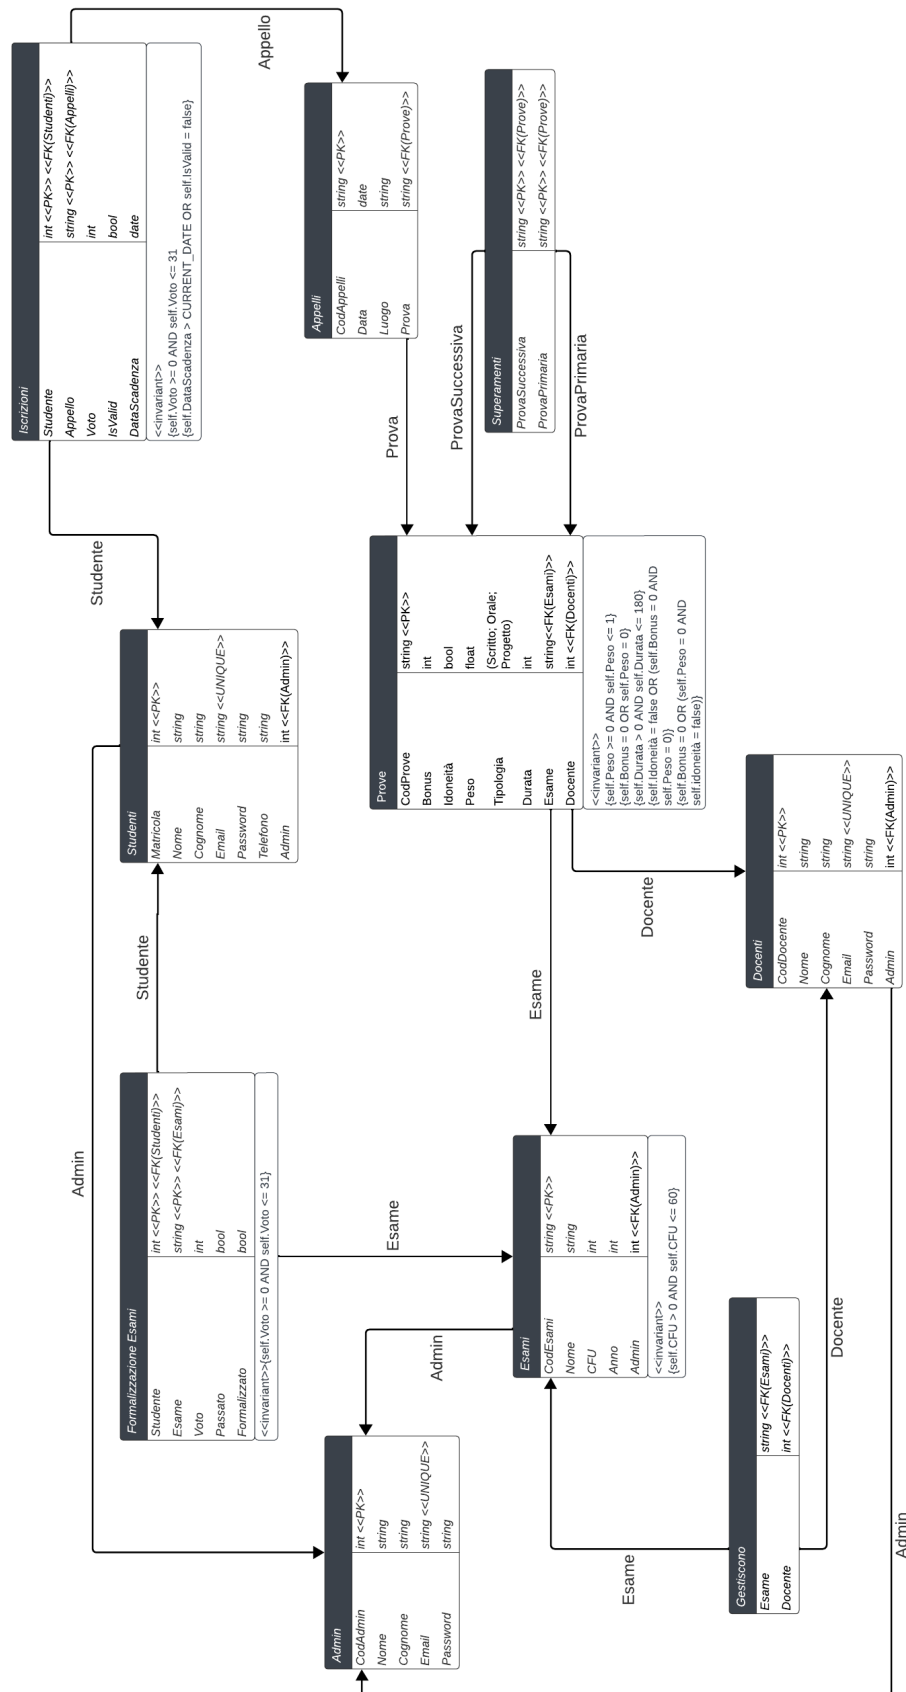 Iscrizioni
Studente int <<PK>> <<FK(Studenti)>>
Appello string <<PK>> <<FK(Appelli)>>
Voto int
IsValid bool
DataScadenza date
<<invariant>>
{self.Voto >= 0 AND self.Voto <= 31
{self.DataScadenza > CURRENT_DATE OR self.IsValid = false}
Appello
Appelli
CodAppelli string <<PK>>
Data date
Luogo string
Prova string <<FK(Prove)>>
Superamenti
ProvaSuccessiva string <<PK>> <<FK(Prove)>>
ProvaPrimaria string <<PK>> <<FK(Prove)>>
Studente
Prova
ProvaSuccessiva
ProvaPrimaria
Studenti
Matricola int <<PK>>
Nome string
Cognome string
Email string <<UNIQUE>>
Password string
Telefono string
Admin int <<FK(Admin)>>
Prove
CodProve string <<PK>>
Bonus int
Idoneità bool
Peso float
Tipologia (Scritto; Orale;
Progetto)
Durata int
Esame string<<FK(Esami)>>
Docente int <<FK(Docenti)>>
<<invariant>>
{self.Peso >= 0 AND self.Peso <= 1}
{self.Bonus = 0 OR self.Peso = 0}
{self.Durata > 0 AND self.Durata <= 180}
{self.Idoneità = false OR (self.Bonus = 0 AND
self.Peso = 0)}
{self.Bonus = 0 OR (self.Peso = 0 AND
self.idoneità = false)}
Docenti
CodDocente int <<PK>>
Nome string
Cognome string
Email string <<UNIQUE>>
Password string
Admin int <<FK(Admin)>>
Studente
Esame
Docente
Admin
Formalizzazione Esami
Studente int <<PK>> <<FK(Studenti)>>
Esame string <<PK>> <<FK(Esami)>>
Voto int
Passato bool
Formalizzato bool
<<invariant>>{self.Voto >= 0 AND self.Voto <= 31}
Esame
Admin
Esami
CodEsami string <<PK>>
Nome string
CFU int
Anno int
Admin int <<FK(Admin)>>
<<invariant>>
{self.CFU > 0 AND self.CFU <= 60}
Admin
CodAdmin int <<PK>>
Nome string
Cognome string
Email string <<UNIQUE>>
Password string
Esame
Gestiscono
Esame string <<FK(Esami)>>
Docente int <<FK(Docenti)>>
Docente
Admin